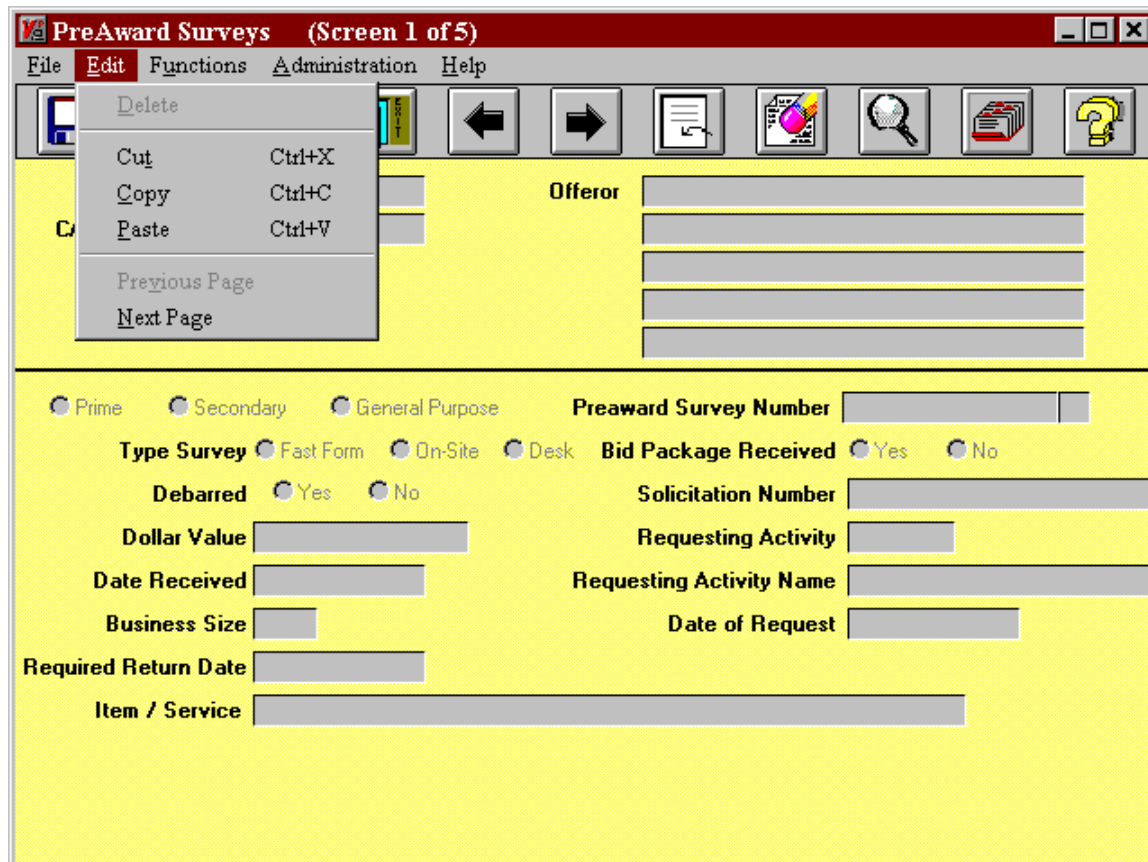 PreAward Surveys (Screen 1 of 5)
File Edit Functions Administration Help
EXIT
Delete
Cut Ctrl+X
Copy Ctrl+C
Paste Ctrl+V
Previous Page
Next Page
Offeror
Prime Secondary General Purpose Preaward Survey Number
Type Survey Fast Form On-Site Desk Bid Package Received Yes No
Debarred Yes No Solicitation Number
Dollar Value Requesting Activity
Date Received Requesting Activity Name
Business Size Date of Request
Required Return Date
Item / Service